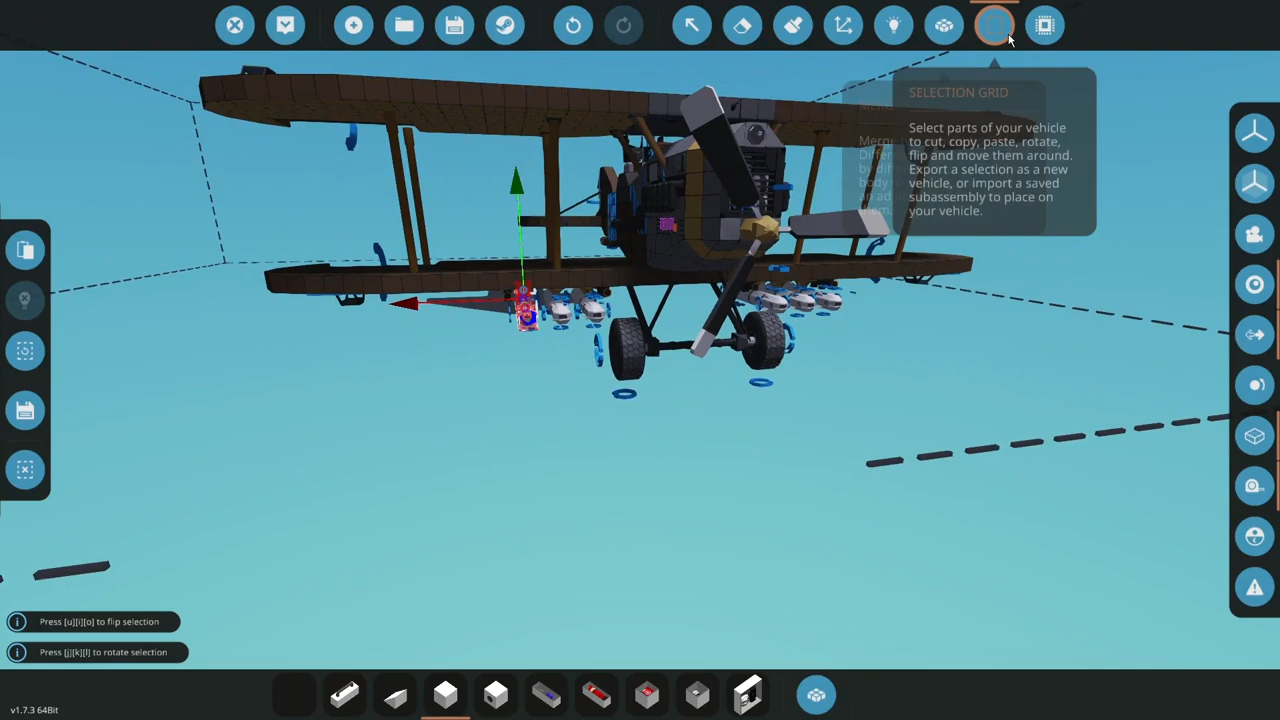 SELECTION GRID
Select parts of your vehicle
to cut, copy, paste, rotate,
flip and move them around.
Export a selection as a new
vehicle, or import a saved
subassembly to place on
your vehicle.
Press [u][i][o] to flip selection
Press [j][k][l] to rotate selection
v1.7.3 64Bit